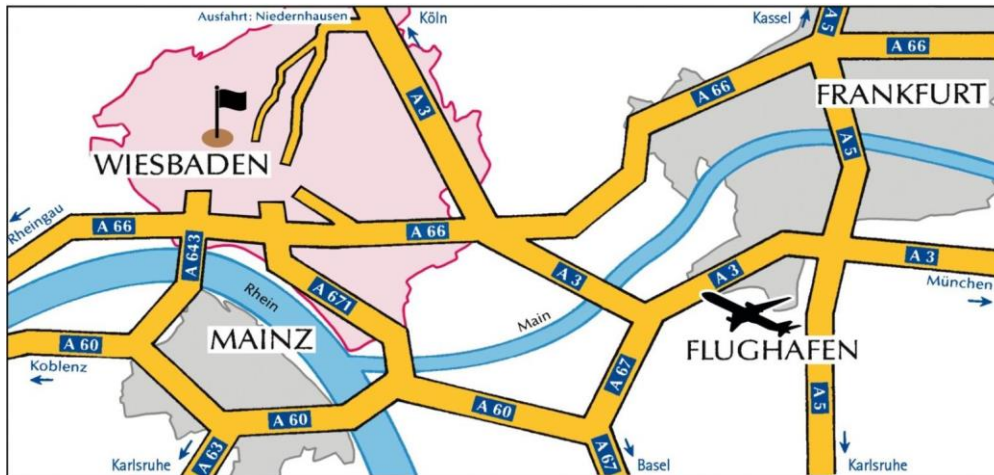 Ausfahrt: Niedernhausen
Köln
Kassel
A 5
A 66
A 66
A 3
FRANKFURT
A 5
WIESBADEN
Rheingau
A 66
A 66
A 643
A 3
A 3
A 3
München
Rhein
A 671
Main
MAINZ
FLUGHAFEN
A 60
Koblenz
A 67
A 5
A 60
A 60
A 63
Karlsruhe
A 67
Basel
Karlsruhe